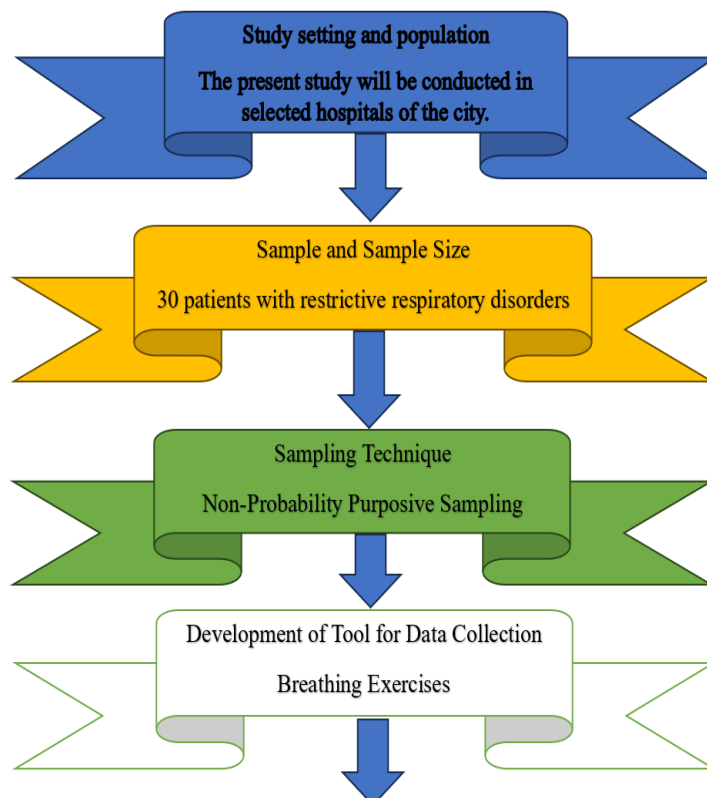 Study setting and population
The present study will be conducted in
selected hospitals of the city.
Sample and Sample Size
30 patients with restrictive respiratory disorders
Sampling Technique
Non-Probability Purposive Sampling
Development of Tool for Data Collection
Breathing Exercises